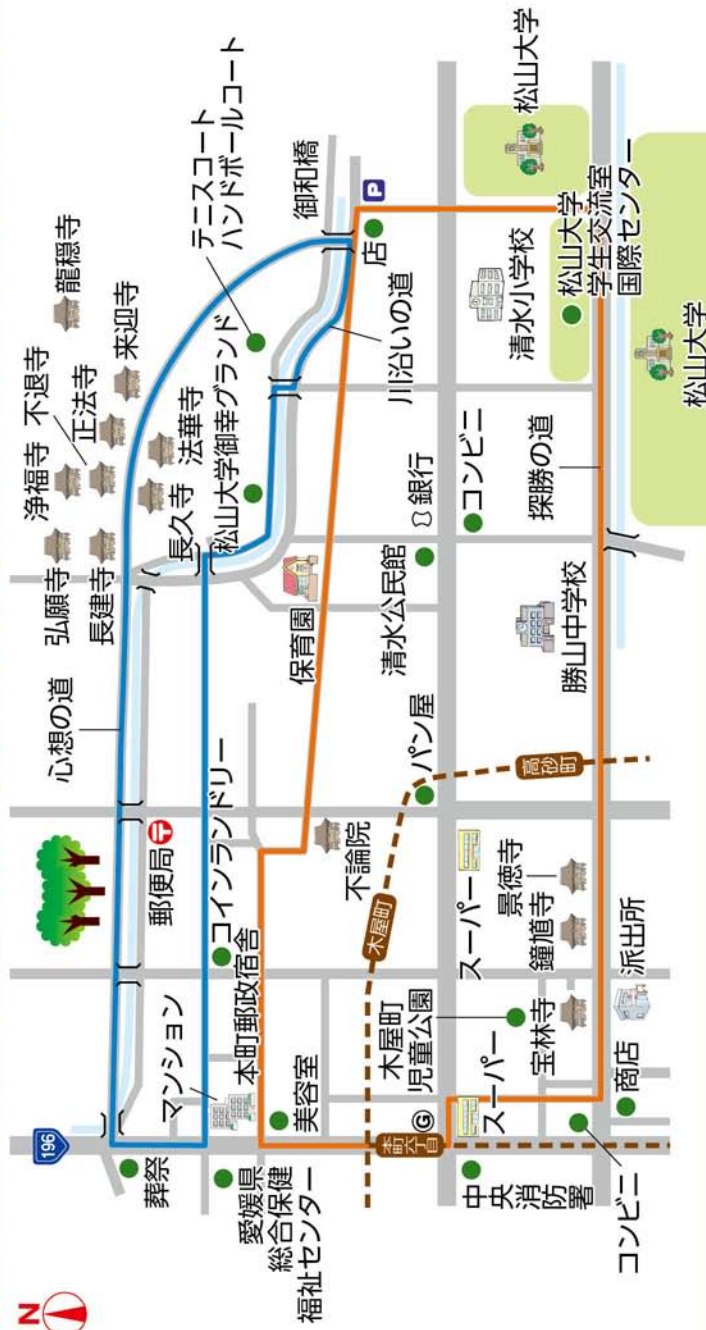 N
196
葬祭
心想の道
弘願寺
長建寺
浄福寺
不退寺
正法寺
来迎寺
龍穏寺
長久寺
法華寺
松山大学御幸グランド
テニスコート
ハンドボールコート
御和橋
P
店
川沿いの道
郵便局
マンション
コインランドリー
本町郵政宿舎
愛媛県
総合保健
福祉センター
美容室
保育園
不論院
木屋町
パン屋
清水公民館
銀行
コンビニ
清水小学校
松山大学
松山大学
学生交流室
国際センター
松山大学
探勝の道
勝山中学校
高砂町
スーパー
景徳寺
鐘馗寺
派出所
木屋町
児童公園
宝林寺
G
スーパー
本町六丁目
中央
消防署
コンビニ
商店